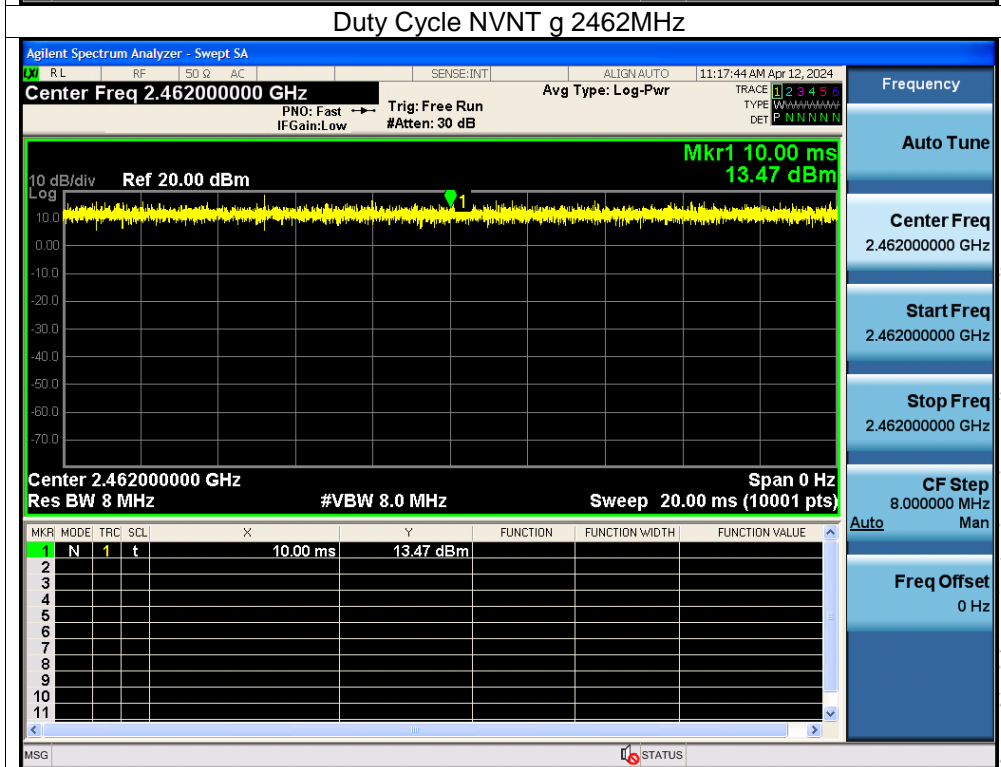 Duty Cycle NVNT g 2462MHz
Agilent Spectrum Analyzer - Swept SA
LXI RL RF 50 Ω AC SENSE:INT ALIGN AUTO 11:17:44 AM Apr 12, 2024
Center Freq 2.462000000 GHz Avg Type: Log-Pwr TRACE 1 2 3 4 5 6
PNO: Fast Trig: Free Run TYPE WWWWWW
IFGain:Low #Atten: 30 dB DET P N N N N N
Mkr1 10.00 ms
10 dB/div Ref 20.00 dBm 13.47 dBm
Log
1
10.0
0.00
-10.0
-20.0
-30.0
-40.0
-50.0
-60.0
-70.0
Center 2.462000000 GHz Span 0 Hz
Res BW 8 MHz #VBW 8.0 MHz Sweep 20.00 ms (10001 pts)
MKR MODE TRC SCL X Y FUNCTION FUNCTION WIDTH FUNCTION VALUE
1 N 1 t 10.00 ms 13.47 dBm
2
3
4
5
6
7
8
9
10
11
MSG STATUS
Frequency
Auto Tune
Center Freq
2.462000000 GHz
Start Freq
2.462000000 GHz
Stop Freq
2.462000000 GHz
CF Step
8.000000 MHz
Auto Man
Freq Offset
0 Hz